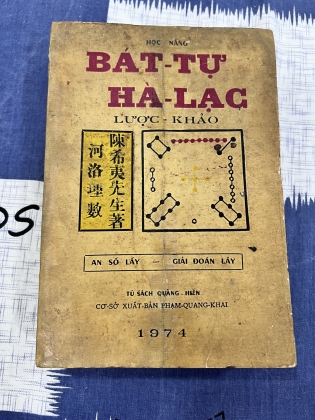 HỌC NĂNG
BÁT-TỰ
HÀ-LẠC
LƯỢC-KHẢO
陳希夷先生著
河洛理數
AN SỐ LẤY — GIẢI ĐOÁN LẤY
TỦ SÁCH QUẢNG-HIỀN
CƠ-SỞ XUẤT-BẢN PHẠM-QUANG-KHAI
1974
OS